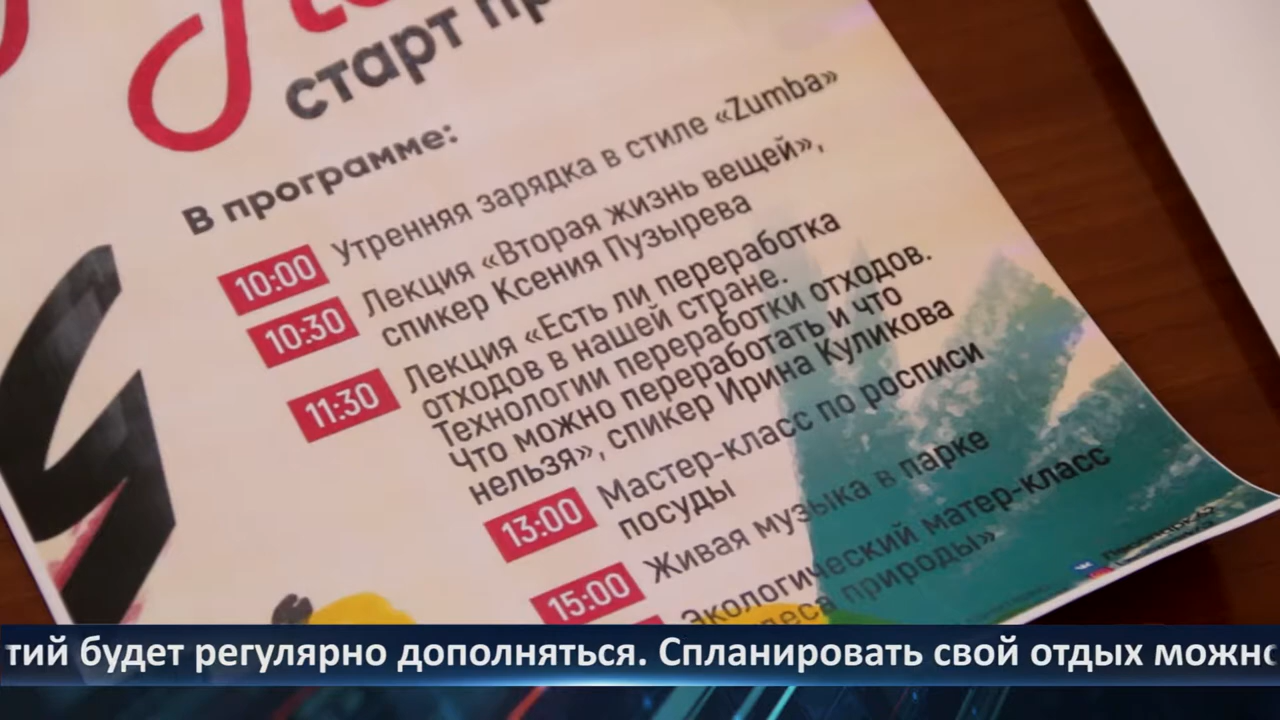 старт
В программе:
10:00 Утренняя зарядка в стиле «Zumba»
10:30 Лекция «Вторая жизнь вещей»,
спикер Ксения Пузырева
11:30 Лекция «Есть ли переработка
отходов в нашей стране.
Технологии переработки отходов.
Что можно переработать и что
нельзя», спикер Ирина Куликова
13:00 Мастер-класс по росписи
посуды
15:00 Живая музыка в парке
Экологический матер-класс
природы»
тий будет регулярно дополняться. Спланировать свой отдых можно